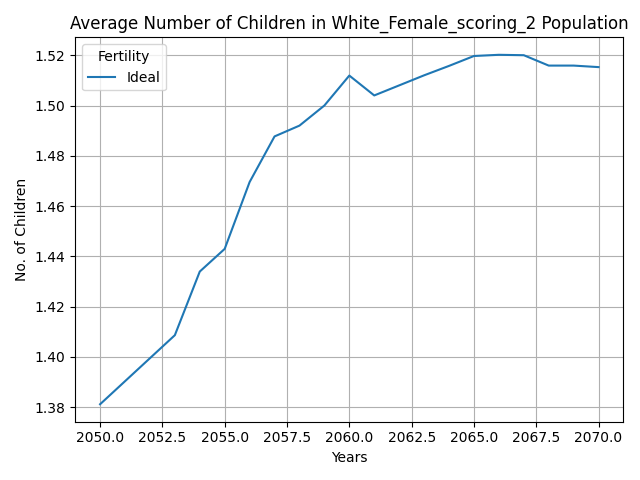 Average Number of Children in White_Female_scoring_2 Population
Fertility
Ideal
No. of Children
1.52
1.50
1.48
1.46
1.44
1.42
1.40
1.38
2050.0 2052.5 2055.0 2057.5 2060.0 2062.5 2065.0 2067.5 2070.0
Years